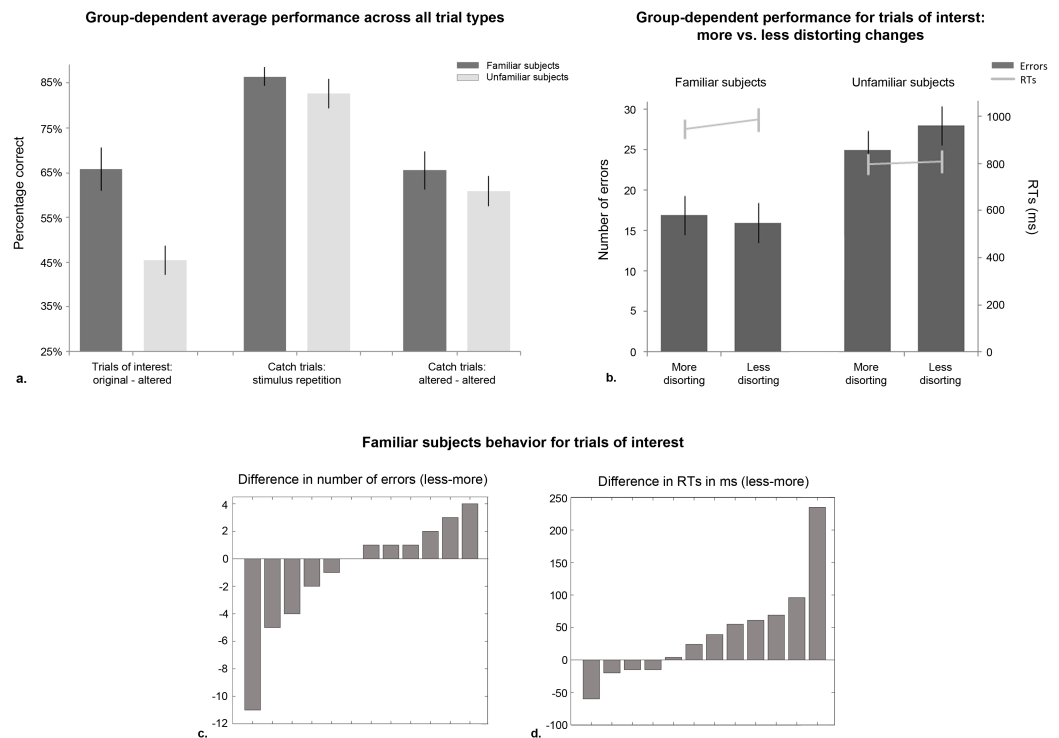 Group-dependent average performance across all trial types
Familiar subjects
Unfamiliar subjects
Percentage correct
85%
75%
65%
55%
45%
35%
25%
Trials of interest:
original - altered
Catch trials:
stimulus repetition
Catch trials:
altered - altered
a.
Group-dependent performance for trials of interst:
more vs. less distorting changes
Errors
RTs
Familiar subjects
Unfamiliar subjects
Number of errors
30
25
20
15
10
5
0
1000
800
600
400
200
0
RTs (ms)
More
disorting
Less
disorting
More
disorting
Less
disorting
b.
Familiar subjects behavior for trials of interest
Difference in number of errors (less-more)
4
2
0
-2
-4
-6
-8
-10
-12
c.
Difference in RTs in ms (less-more)
250
200
150
100
50
0
-50
-100
d.